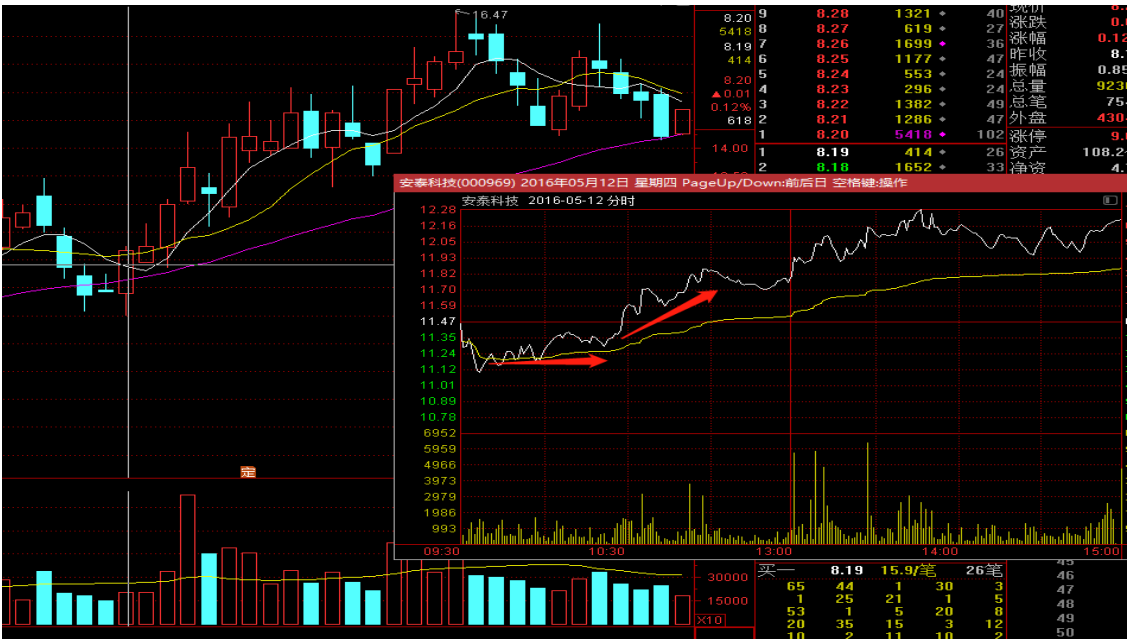 16.47
8.20
5418
8.19
414
8.20
▲0.01
0.12%
618
14.00
9 8.28 1321 40
8 8.27 619 27
7 8.26 1699 36
6 8.25 1177 47
5 8.24 553 24
4 8.23 296 24
3 8.22 1382 49
2 8.21 1286 47
1 8.20 5418 102
1 8.19 414 26
2 8.18 1652 33
现价
涨跌
涨幅 0.12
昨收
振幅
总量
总笔
外盘
涨停
资产 108.2
净资
安泰科技(000969) 2016年05月12日 星期四 PageUp/Down:前后日 空格键:操作
安泰科技 2016-05-12 分时
12.28
12.16
12.05
11.93
11.82
11.70
11.59
11.47
11.35
11.24
11.12
11.01
10.89
10.78
6952
5959
4966
3973
2979
1986
993
09:30 10:30 13:00 14:00 15:00
定
30000
15000
X10
买一 8.19 15.9/笔 26笔
65 44 1 30 3
1 25 21 1 5
53 1 5 20 8
20 35 15 3 12
10 2 11 10 2
45
46
47
48
49
50